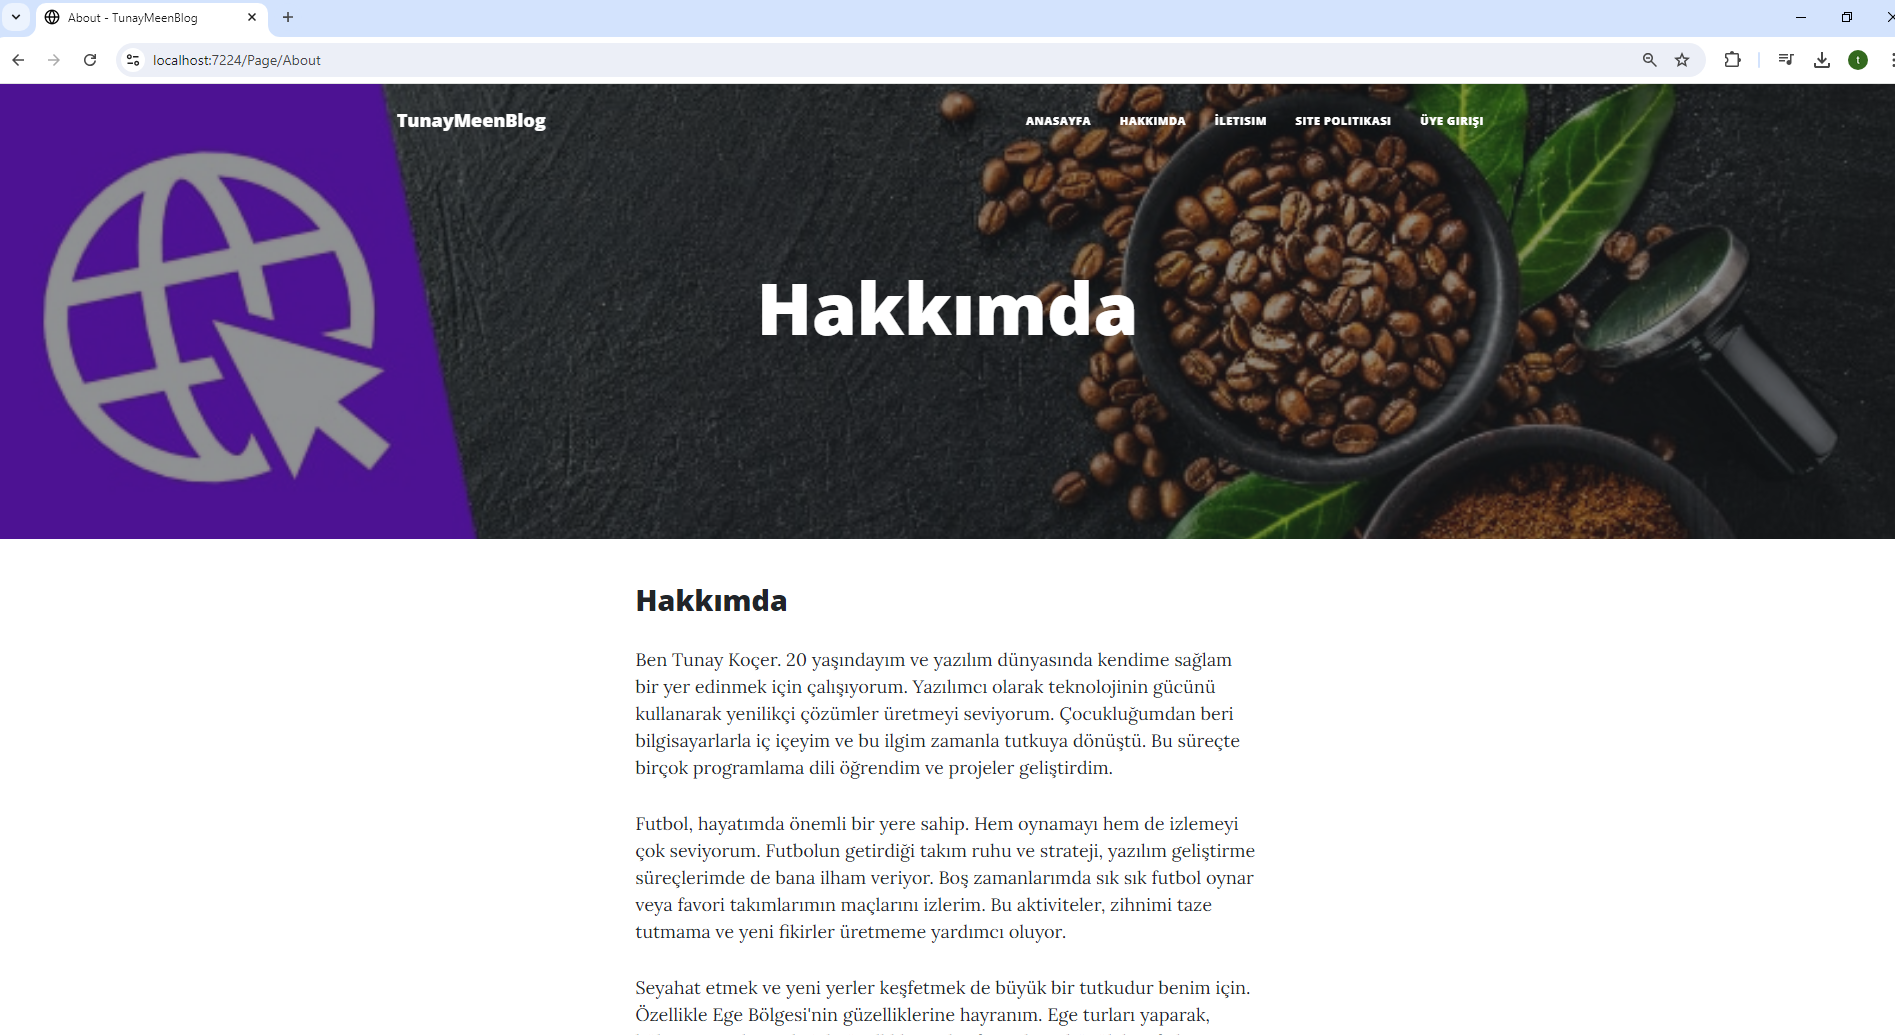 About - TunayMeenBlog
localhost:7224/Page/About
t
TunayMeenBlog
ANASAYFA HAKKIMDA İLETISIM SITE POLITIKASI ÜYE GIRIŞI
Hakkımda
Hakkımda
Ben Tunay Koçer. 20 yaşındayım ve yazılım dünyasında kendime sağlam
bir yer edinmek için çalışıyorum. Yazılımcı olarak teknolojinin gücünü
kullanarak yenilikçi çözümler üretmeyi seviyorum. Çocukluğumdan beri
bilgisayarlarla iç içeyim ve bu ilgim zamanla tutkuya dönüştü. Bu süreçte
birçok programlama dili öğrendim ve projeler geliştirdim.
Futbol, hayatımda önemli bir yere sahip. Hem oynamayı hem de izlemeyi
çok seviyorum. Futbolun getirdiği takım ruhu ve strateji, yazılım geliştirme
süreçlerimde de bana ilham veriyor. Boş zamanlarımda sık sık futbol oynar
veya favori takımlarımın maçlarını izlerim. Bu aktiviteler, zihnimi taze
tutmama ve yeni fikirler üretmeme yardımcı oluyor.
Seyahat etmek ve yeni yerler keşfetmek de büyük bir tutkudur benim için.
Özellikle Ege Bölgesi'nin güzelliklerine hayranım. Ege turları yaparak,